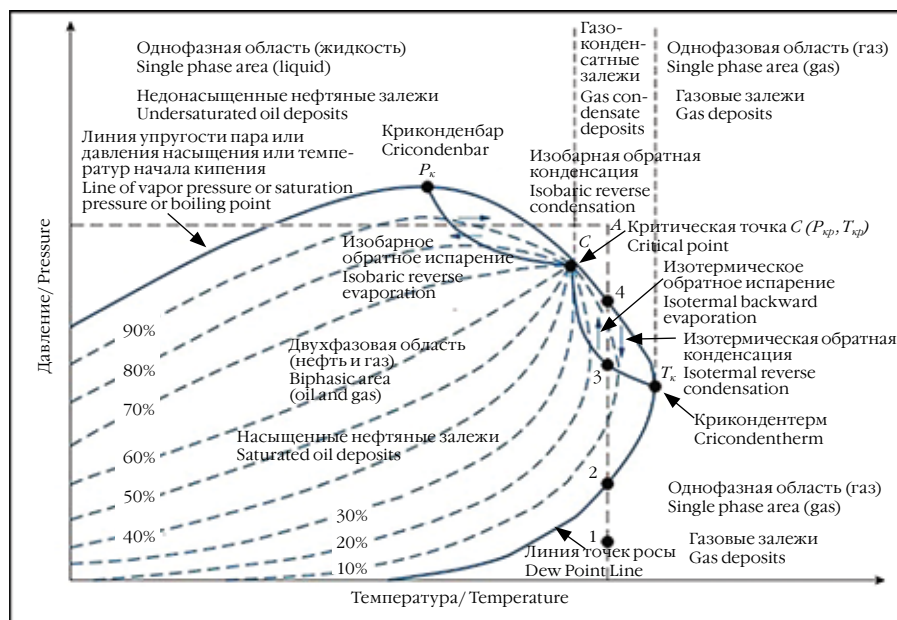 Однофазная область (жидкость)
Single phase area (liquid)
Недонасыщенные нефтяные залежи
Undersaturated oil deposits
Линия упругости пара или
давления насыщения или темпе-
ратур начала кипения
Line of vapor pressure or saturation
pressure or boiling point
Криконденбар
Cricondenbar
Pк
Газо-
конден-
сатные
залежи
Gas con-
densate
deposits
Однофазовая область (газ)
Single phase area (gas)
Газовые залежи
Gas deposits
Изобарная обратная
конденсация
Isobaric reverse
condensation
A
Критическая точка C (Pкр, Tкр)
Critical point
C
Изобарное
обратное испарение
Isobaric reverse
evaporation
Изотермическое
обратное испарение
Isotermal backward
evaporation
4
Изотермическая обратная
конденсация
Isotermal reverse
condensation
3
Tк
Крикондентерм
Cricondentherm
Двухфазовая область
(нефть и газ)
Biphasic area
(oil and gas)
Насыщенные нефтяные залежи
Saturated oil deposits
90%
80%
70%
60%
50%
40%
30%
20%
10%
2
1
Однофазная область (газ)
Single phase area (gas)
Газовые залежи
Gas deposits
Линия точек росы
Dew Point Line
Давление/ Pressure
Температура/ Temperature